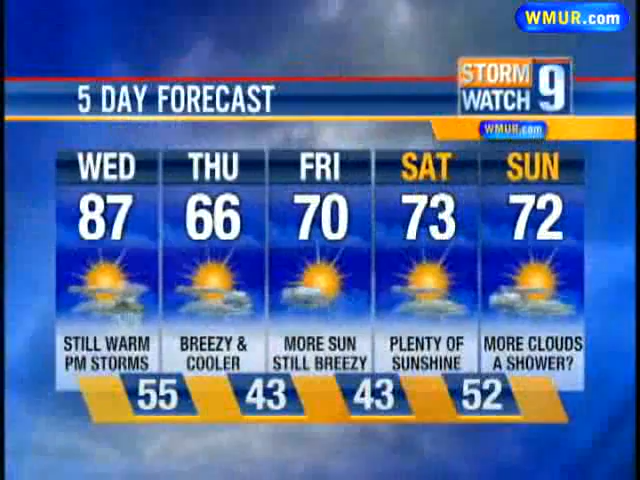 WMUR.com
5 DAY FORECAST
STORM
WATCH 9
WMUR.com
WED THU FRI SAT SUN
87 66 70 73 72
STILL WARM
PM STORMS
BREEZY &
COOLER
MORE SUN
STILL BREEZY
PLENTY OF
SUNSHINE
MORE CLOUDS
A SHOWER?
55 43 43 52